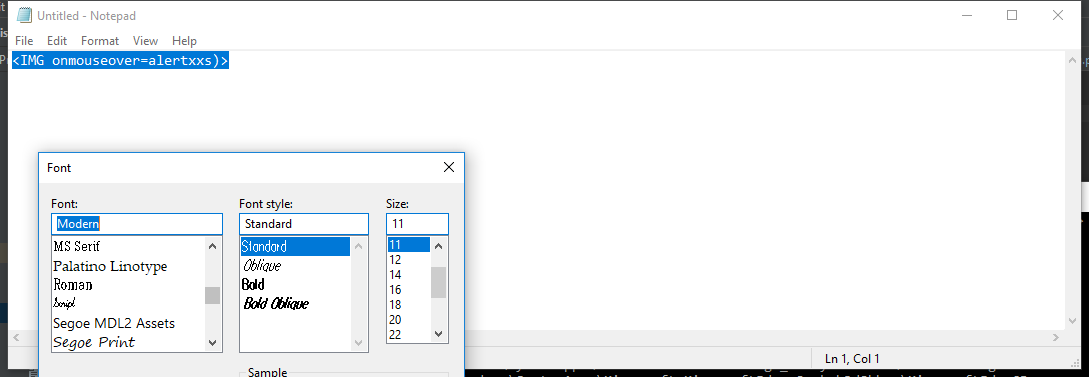 Untitled - Notepad
File Edit Format View Help
<IMG onmouseover=alertxxs)>
Font
Font: Font style: Size:
Modern Standard 11
MS Serif Standard 11
Palatino Linotype Oblique 12
Roman Bold 14
Script Bold Oblique 16
Segoe MDL2 Assets 18
Segoe Print 20
22
Sample
Ln 1, Col 1